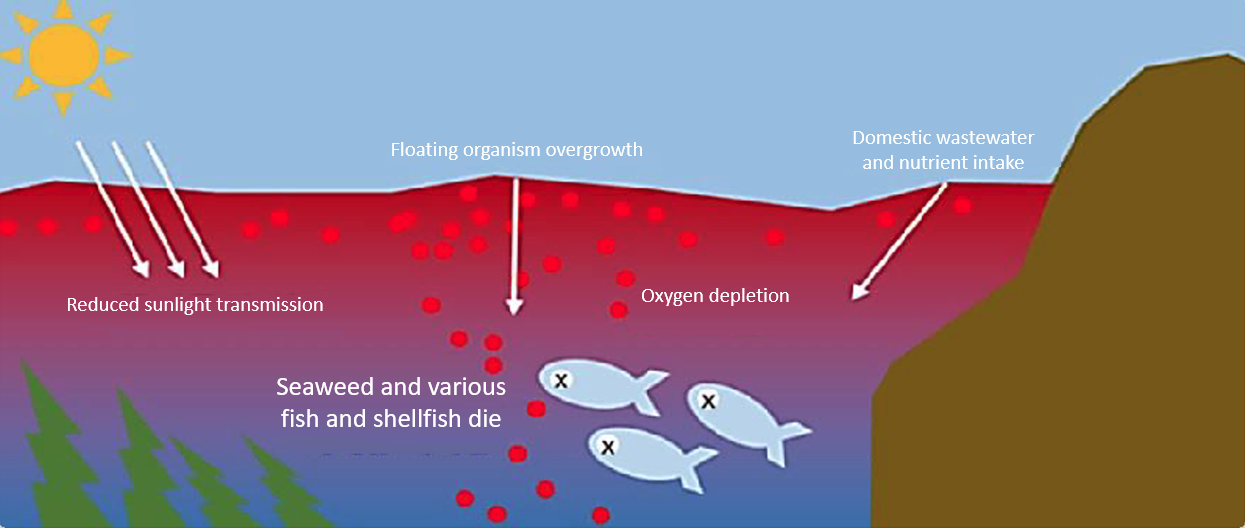 Domestic wastewater
and nutrient intake
Floating organism overgrowth
Reduced sunlight transmission
Oxygen depletion
Seaweed and various
fish and shellfish die
X
X
X